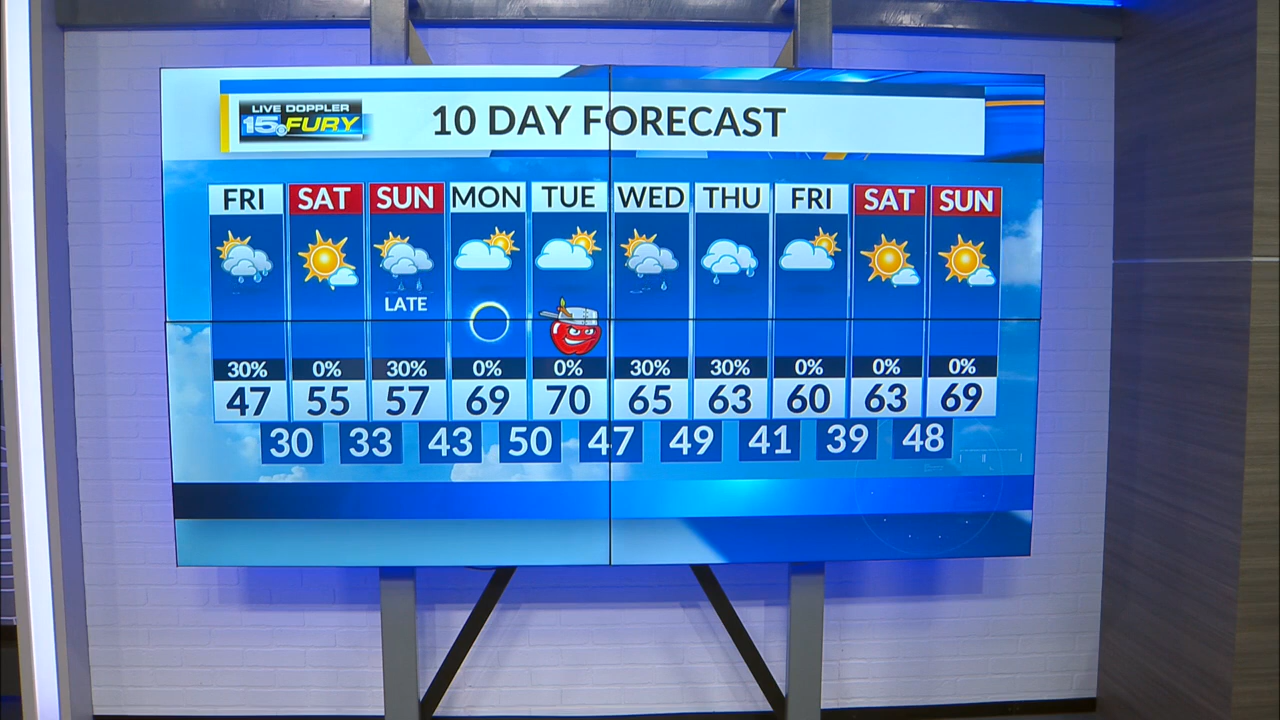 LIVE DOPPLER
15 FURY
10 DAY FORECAST
FRI SAT SUN MON TUE WED THU FRI SAT SUN
LATE
30% 0% 30% 0% 0% 30% 30% 0% 0% 0%
47 55 57 69 70 65 63 60 63 69
30 33 43 50 47 49 41 39 48